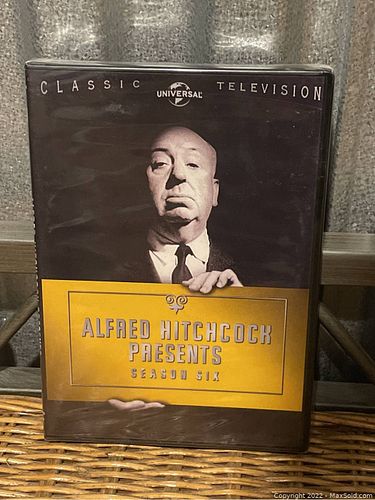 CLASSIC UNIVERSAL TELEVISION
ALFRED HITCHCOCK
PRESENTS
SEASON SIX
Copyright 2022 - MaxSold.com